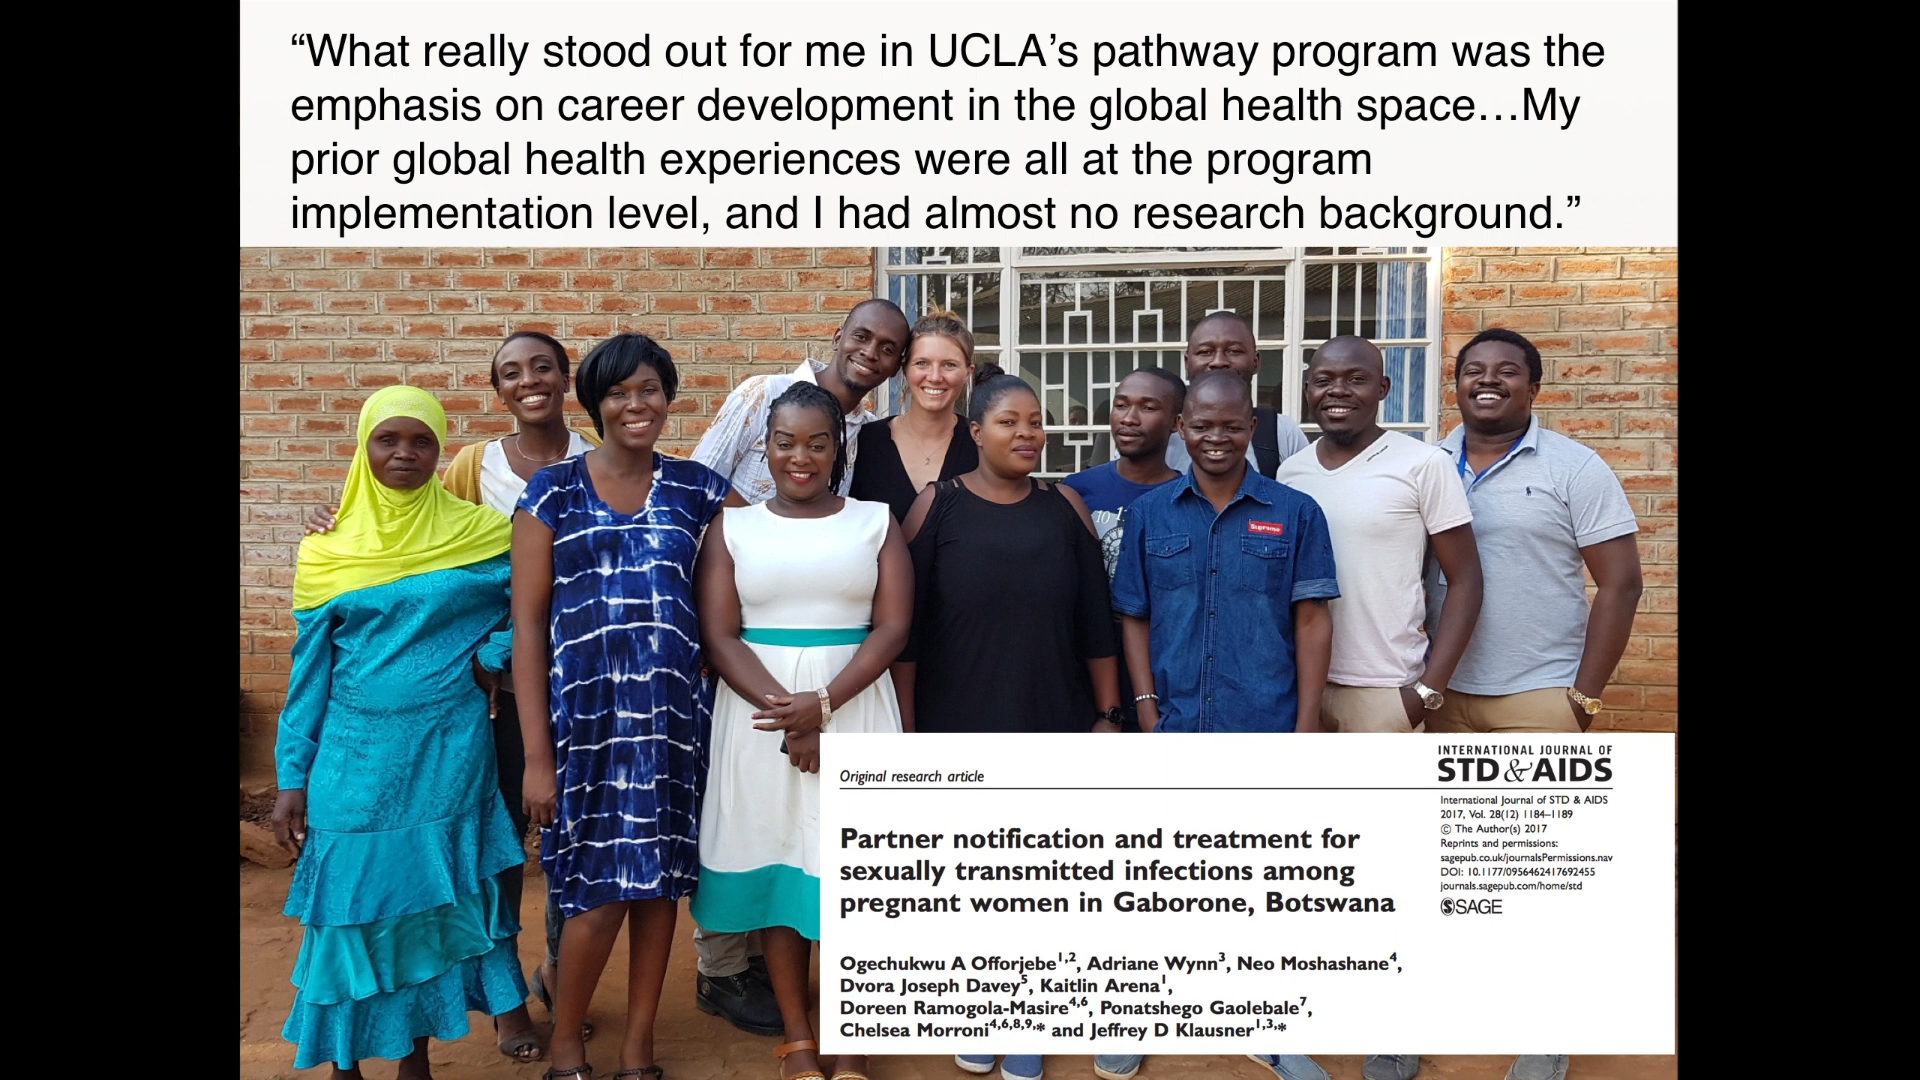 “What really stood out for me in UCLA’s pathway program was the
emphasis on career development in the global health space…My
prior global health experiences were all at the program
implementation level, and I had almost no research background.”
10 1
Supreme
Original research article
INTERNATIONAL JOURNAL OF
STD & AIDS
International Journal of STD & AIDS
2017, Vol. 28(12) 1184–1189
© The Author(s) 2017
Reprints and permissions:
sagepub.co.uk/journalsPermissions.nav
DOI: 10.1177/0956462417692455
journals.sagepub.com/home/std
SAGE
Partner notification and treatment for
sexually transmitted infections among
pregnant women in Gaborone, Botswana
Ogechukwu A Offorjebe1,2, Adriane Wynn3, Neo Moshashane4,
Dvora Joseph Davey5, Kaitlin Arena1,
Doreen Ramogola-Masire4,6, Ponatshego Gaolebale7,
Chelsea Morroni4,6,8,9,* and Jeffrey D Klausner1,3,*